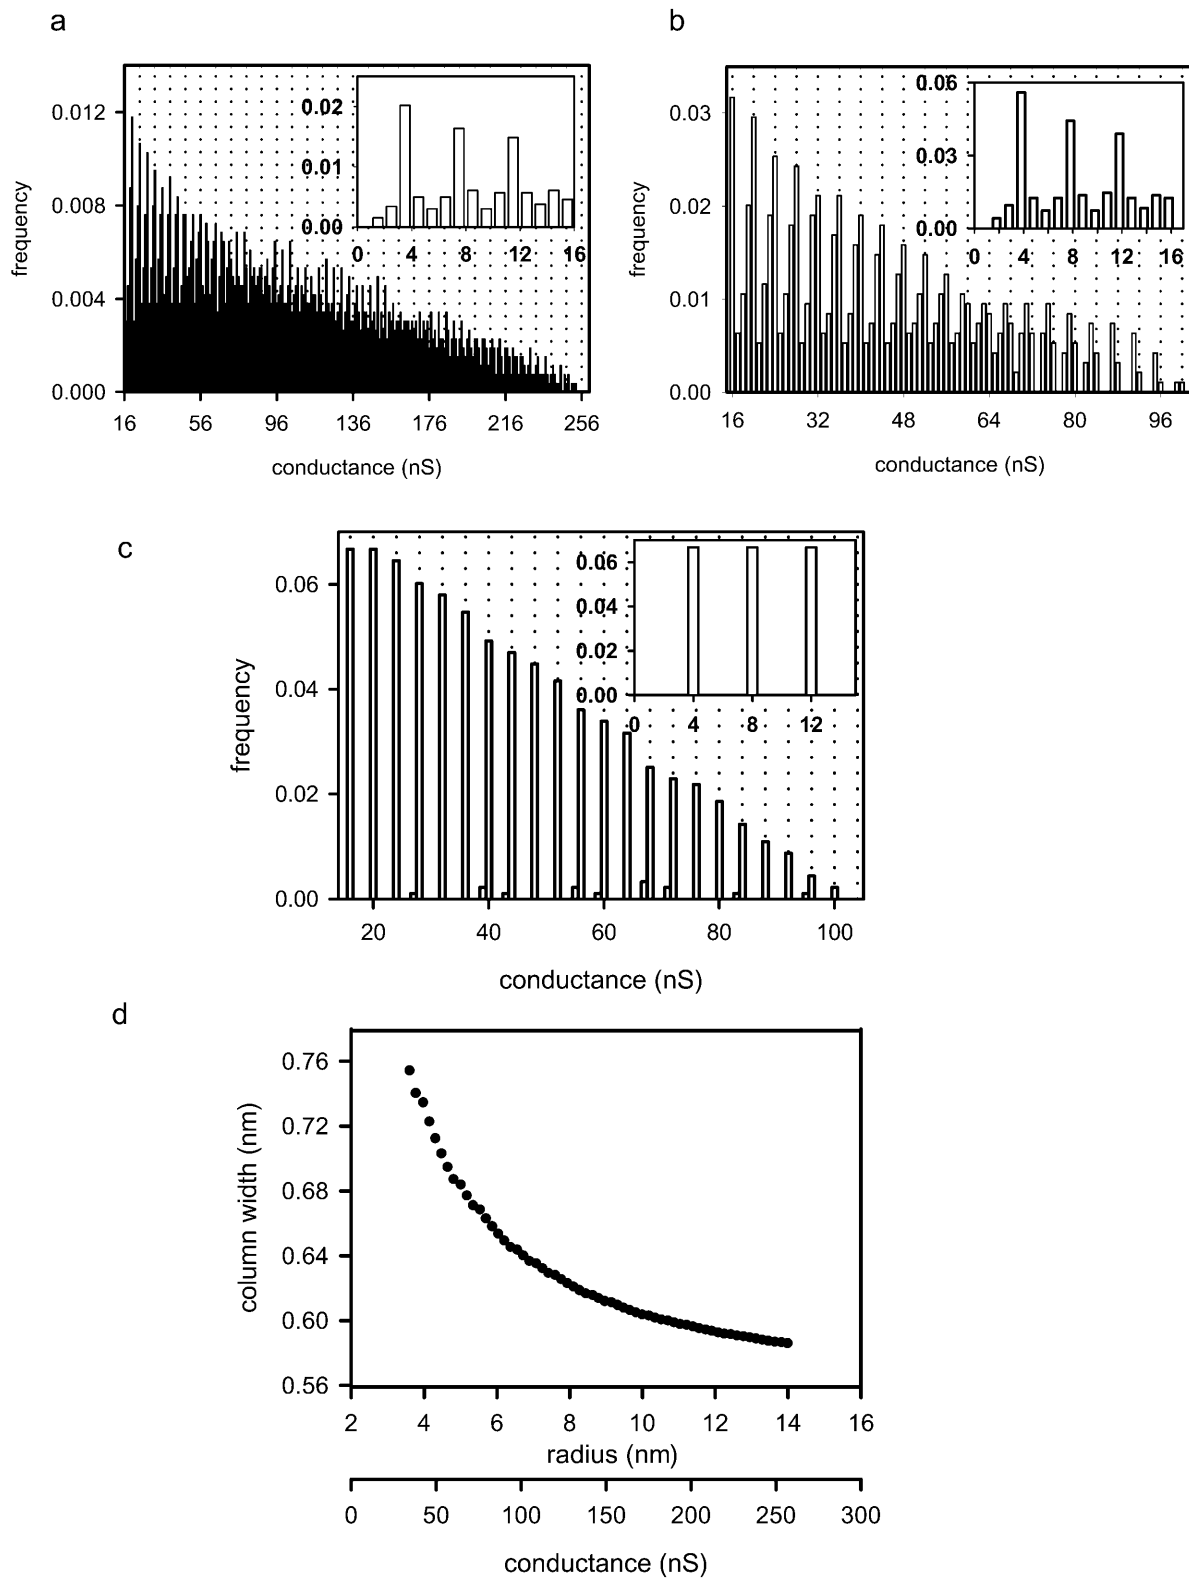 a
b
0.012
0.008
0.004
0.000
frequency
16 56 96 136 176 216 256
conductance (nS)
0.02
0.01
0.00
0 4 8 12 16
0.03
0.02
0.01
0.00
frequency
16 32 48 64 80 96
conductance (nS)
0.06
0.03
0.00
0 4 8 12 16
c
0.06
0.04
0.02
0.00
frequency
20 40 60 80 100
conductance (nS)
0.06
0.04
0.02
0.00
0 4 8 12
d
0.76
0.72
0.68
0.64
0.60
0.56
column width (nm)
2 4 6 8 10 12 14 16
radius (nm)
0 50 100 150 200 250 300
conductance (nS)